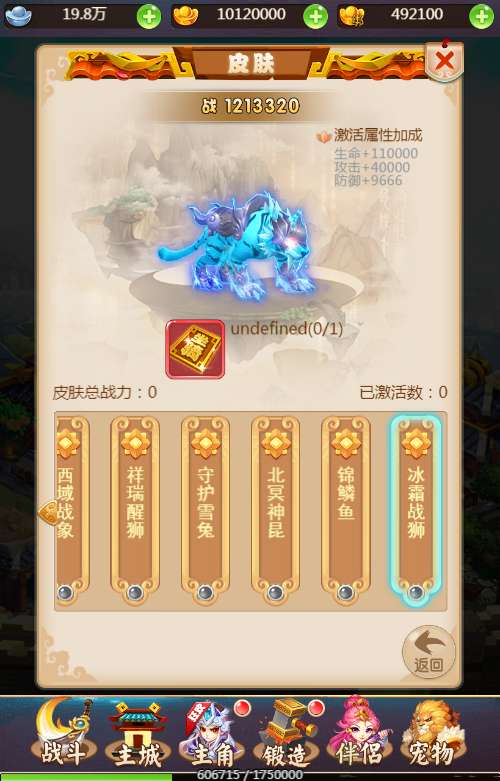 19.8万
10120000
492100
皮肤
战 1213320
激活属性加成
生命+110000
攻击+40000
防御+9666
undefined(0/1)
皮肤总战力：0
已激活数：0
西域战象
祥瑞醒狮
守护雪兔
北冥神昆
锦鳞鱼
冰霜战狮
返回
战斗
主城
主角
锻造
伴侣
宠物
606715 / 1750000